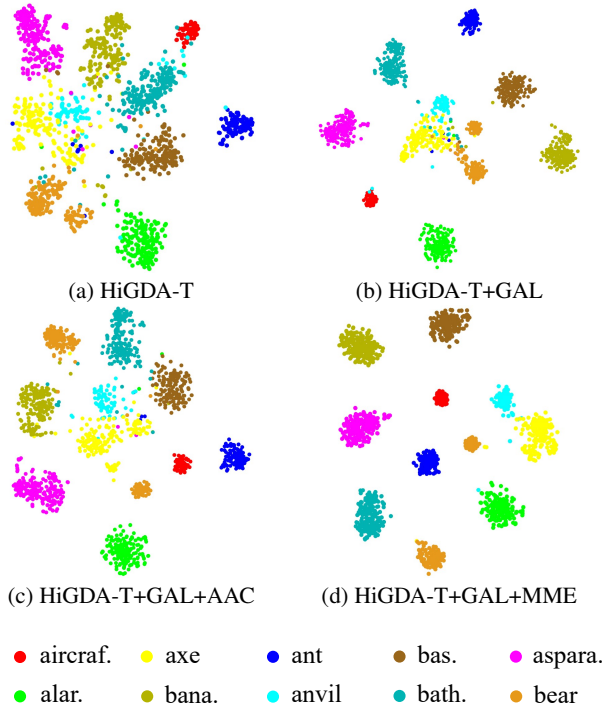 (a) HiGDA-T
(b) HiGDA-T+GAL
(c) HiGDA-T+GAL+AAC
(d) HiGDA-T+GAL+MME
aircraf. axe ant bas. aspara.
alar. bana. anvil bath. bear